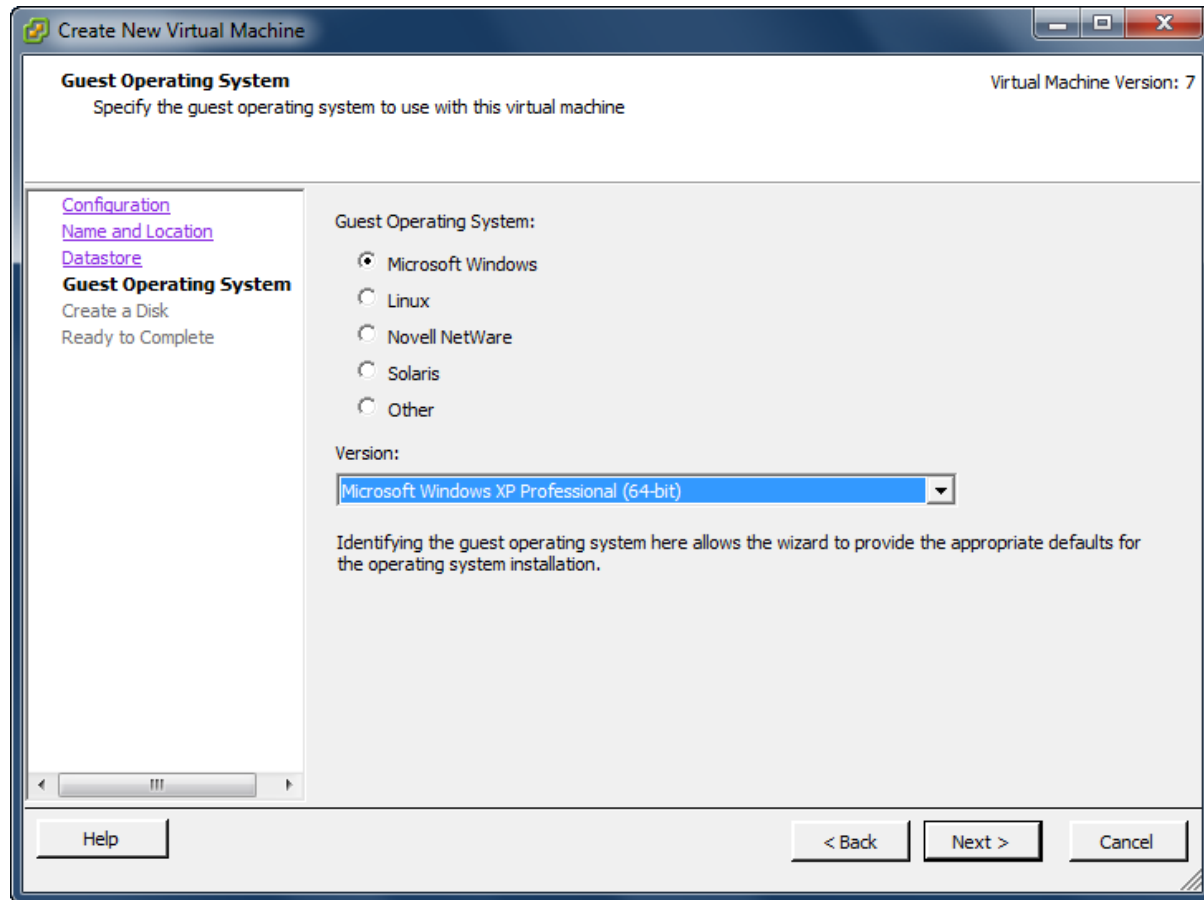 Create New Virtual Machine
Guest Operating System
Virtual Machine Version: 7
Specify the guest operating system to use with this virtual machine
Configuration
Name and Location
Datastore
Guest Operating System
Create a Disk
Ready to Complete
Guest Operating System:
Microsoft Windows
Linux
Novell NetWare
Solaris
Other
Version:
Microsoft Windows XP Professional (64-bit)
Identifying the guest operating system here allows the wizard to provide the appropriate defaults for
the operating system installation.
Help
< Back
Next >
Cancel